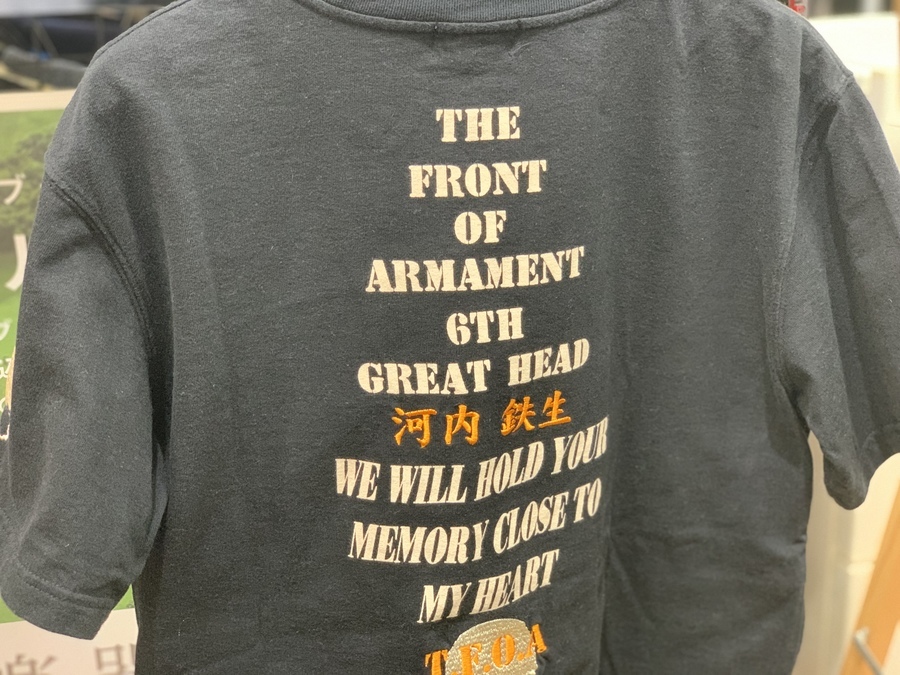 THE
FRONT
OF
ARMAMENT
6TH
GREAT HEAD
河内 鉄生
WE WILL HOLD YOUR
MEMORY CLOSE TO
MY HEART
T.F.O.A